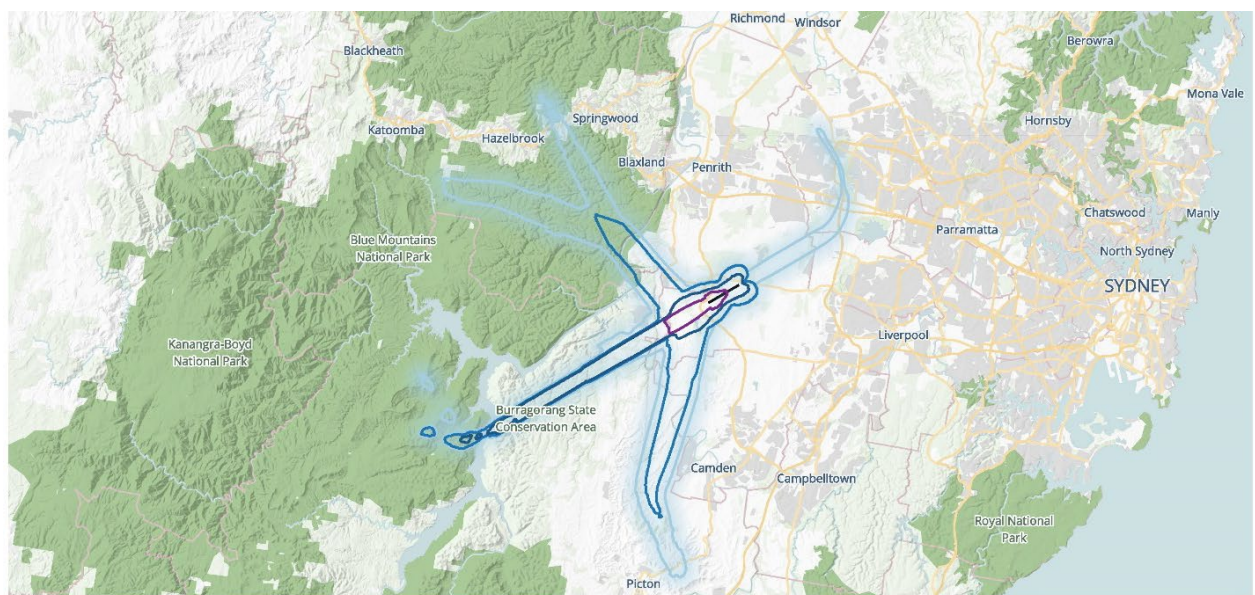 Richmond
Windsor
Berowra
Blackheath
Mona Vale
Springwood
Hornsby
Katoomba
Hazelbrook
Blaxland
Penrith
Chatswood
Manly
Parramatta
Blue Mountains
National Park
North Sydney
SYDNEY
Liverpool
Kanangra-Boyd
National Park
Burragorang State
Conservation Area
Camden
Campbelltown
Royal National
Park
Picton